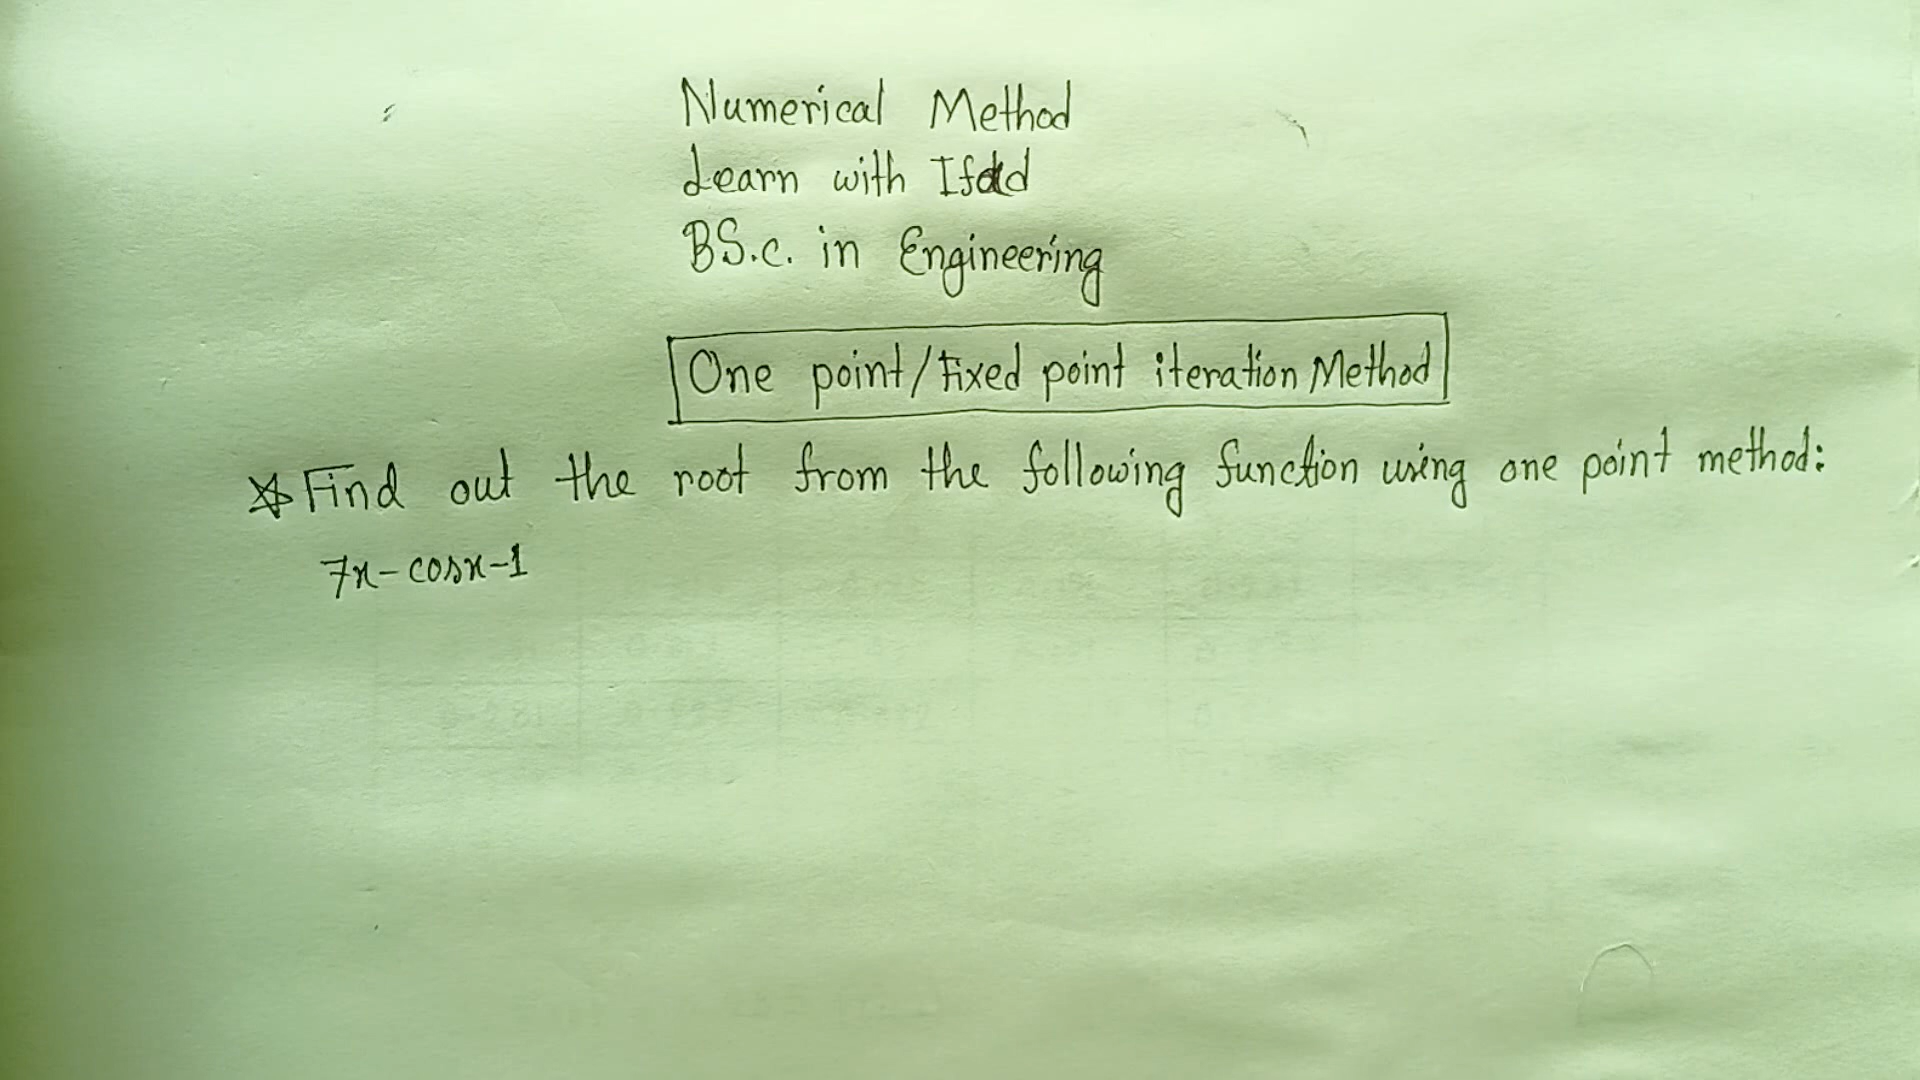 Numerical Method
Learn with Ifad
BS.c. in Engineering
One point/Fixed point iteration Method
☆ Find out the root from the following function using one point method:
7x-cosx-1